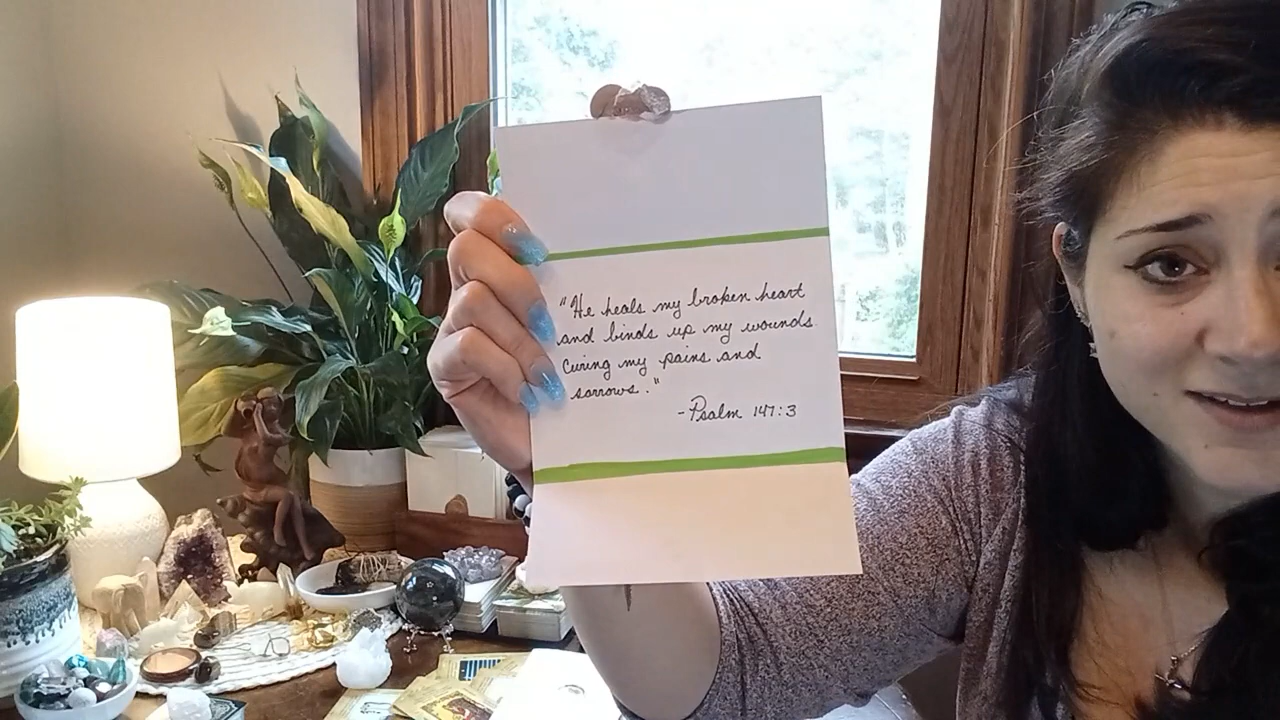 "He heals my broken heart
and binds up my wounds.
Curing my pains and
sorrows."
-Psalm 147:3